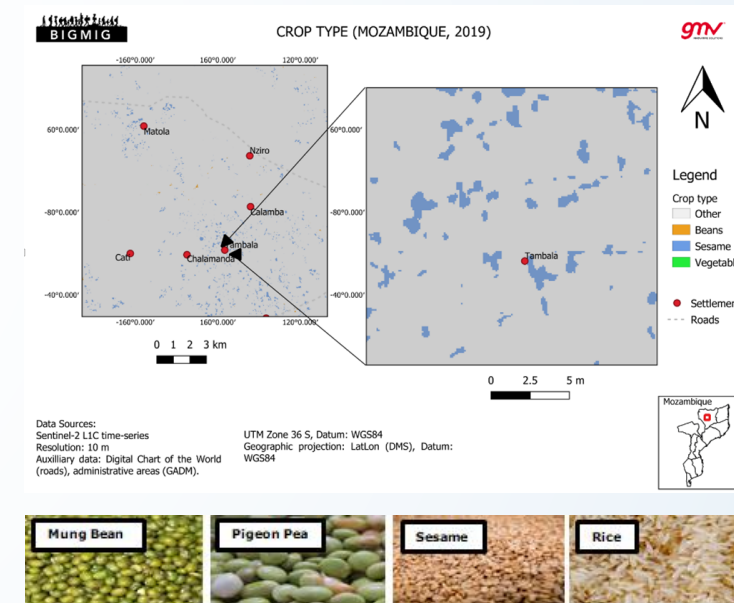 BIGMIG
CROP TYPE (MOZAMBIQUE, 2019)
gmv
-160°0.000'
160°0.000'
120°0.000'
60°0.000'
-80°0.000'
-40°0.000'
Matola
Nziro
Calamba
Tambala
Cati
Chalamanda
-160°0.000'
160°0.000'
120°0.000'
0 1 2 3 km
60°0.000'
-80°0.000'
-40°0.000'
Tambala
0 2.5 5 m
N
Legend
Crop type
Other
Beans
Sesame
Vegetabl
Settlemen
Roads
Mozambique
Data Sources:
Sentinel-2 L1C time-series
Resolution: 10 m
Auxilliary data: Digital Chart of the World
(roads), administrative areas (GADM).
UTM Zone 36 S, Datum: WGS84
Geographic projection: LatLon (DMS), Datum:
WGS84
Mung Bean
Pigeon Pea
Sesame
Rice